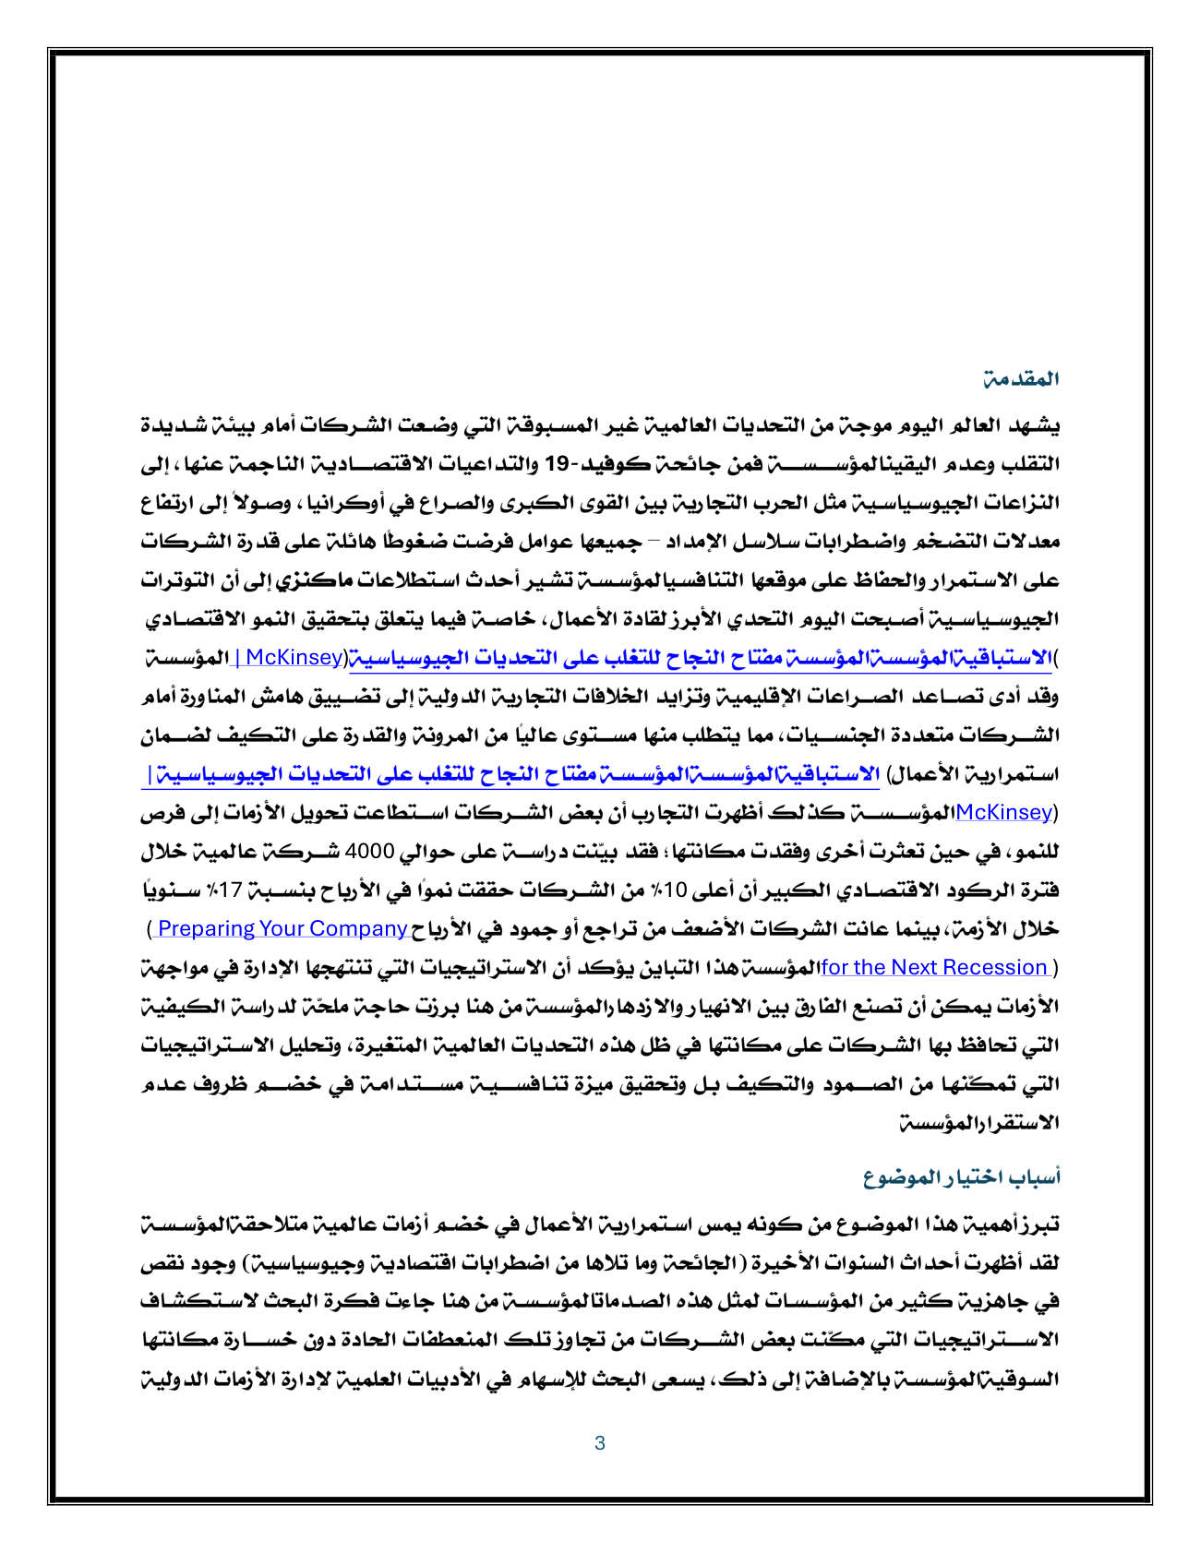 المقدمة
يشهد العالم اليوم موجة من التحديات العالمية غير المسبوقة التي وضعت الشركات أمام بيئة شديدة
التقلب وعدم اليقينالمؤسسة فمن جائحة كوفيد-19 والتداعيات الاقتصادية الناجمة عنها، إلى
النزاعات الجيوسياسية مثل الحرب التجارية بين القوى الكبرى والصراع في أوكرانيا، وصولاً إلى ارتفاع
معدلات التضخم واضطرابات سلاسل الإمداد – جميعها عوامل فرضت ضغوطًا هائلة على قدرة الشركات
على الاستمرار والحفاظ على موقعها التنافسيالمؤسسة تشير أحدث استطلاعات ماكنزي إلى أن التوترات
الجيوسياسية أصبحت اليوم التحدي الأبرز لقادة الأعمال، خاصة فيما يتعلق بتحقيق النمو الاقتصادي
)الاستباقيةالمؤسسةالمؤسسة مفتاح النجاح للتغلب على التحديات الجيوسياسية(McKinsey | المؤسسة
وقد أدى تصاعد الصراعات الإقليمية وتزايد الخلافات التجارية الدولية إلى تضييق هامش المناورة أمام
الشركات متعددة الجنسيات، مما يتطلب منها مستوى عاليًا من المرونة والقدرة على التكيف لضمان
استمرارية الأعمال) الاستباقيةالمؤسسةالمؤسسة مفتاح النجاح للتغلب على التحديات الجيوسياسية |
(McKinseyالمؤسسة كذلك أظهرت التجارب أن بعض الشركات استطاعت تحويل الأزمات إلى فرص
للنمو، في حين تعثرت أخرى وفقدت مكانتها؛ فقد بيّنت دراسة على حوالي 4000 شركة عالمية خلال
فترة الركود الاقتصادي الكبير أن أعلى 10% من الشركات حققت نموًا في الأرباح بنسبة 17% سنويًا
خلال الأزمة، بينما عانت الشركات الأضعف من تراجع أو جمود في الأرباح Preparing Your Company )
( for the Next Recessionالمؤسسة هذا التباين يؤكد أن الاستراتيجيات التي تنتهجها الإدارة في مواجهة
الأزمات يمكن أن تصنع الفارق بين الانهيار والازدهارالمؤسسة من هنا برزت حاجة ملحّة لدراسة الكيفية
التي تحافظ بها الشركات على مكانتها في ظل هذه التحديات العالمية المتغيرة، وتحليل الاستراتيجيات
التي تمكّنها من الصمود والتكيف بل وتحقيق ميزة تنافسية مستدامة في خضم ظروف عدم
الاستقرارالمؤسسة
أسباب اختيار الموضوع
تبرز أهمية هذا الموضوع من كونه يمس استمرارية الأعمال في خضم أزمات عالمية متلاحقةالمؤسسة
لقد أظهرت أحداث السنوات الأخيرة (الجائحة وما تلاها من اضطرابات اقتصادية وجيوسياسية) وجود نقص
في جاهزية كثير من المؤسسات لمثل هذه الصدماتالمؤسسة من هنا جاءت فكرة البحث لاستكشاف
الاستراتيجيات التي مكّنت بعض الشركات من تجاوز تلك المنعطفات الحادة دون خسارة مكانتها
السوقيةالمؤسسة بالإضافة إلى ذلك، يسعى البحث للإسهام في الأدبيات العلمية لإدارة الأزمات الدولية
3